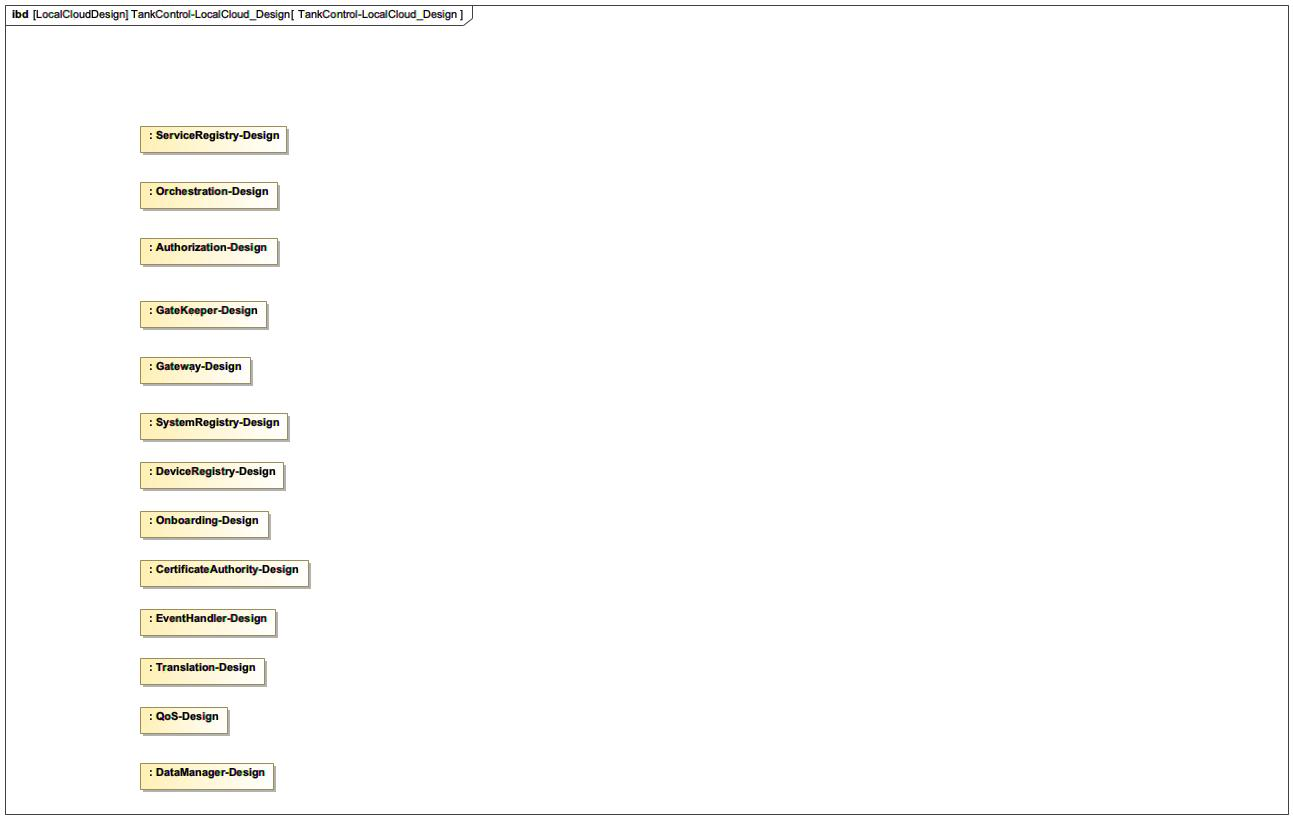 ibd [LocalCloudDesign] TankControl-LocalCloud_Design[ TankControl-LocalCloud_Design ]
: ServiceRegistry-Design
: Orchestration-Design
: Authorization-Design
: GateKeeper-Design
: Gateway-Design
: SystemRegistry-Design
: DeviceRegistry-Design
: Onboarding-Design
: CertificateAuthority-Design
: EventHandler-Design
: Translation-Design
: QoS-Design
: DataManager-Design